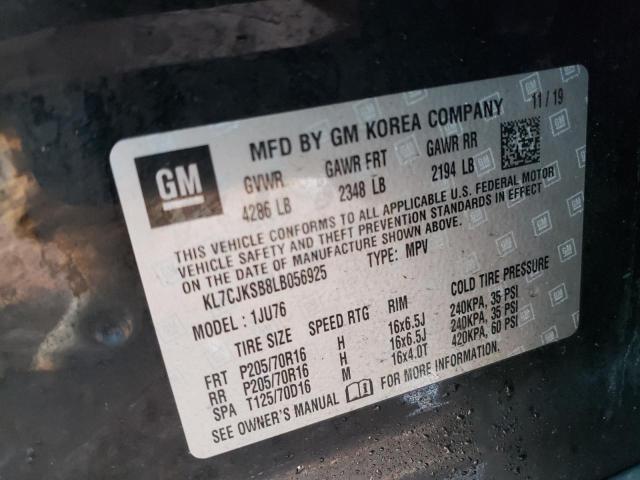 11 / 19
MFD BY GM KOREA COMPANY
GM
GVWR GAWR FRT GAWR RR
4286 LB 2348 LB 2194 LB
THIS VEHICLE CONFORMS TO ALL APPLICABLE U.S. FEDERAL MOTOR
VEHICLE SAFETY AND THEFT PREVENTION STANDARDS IN EFFECT
ON THE DATE OF MANUFACTURE SHOWN ABOVE.
KL7CJKSB8LB056925 TYPE: MPV
MODEL : 1JU76
TIRE SIZE SPEED RTG RIM COLD TIRE PRESSURE
FRT P205/70R16 H 16x6.5J 240KPA, 35 PSI
RR P205/70R16 H 16x6.5J 240KPA, 35 PSI
SPA T125/70D16 M 16x4.0T 420KPA, 60 PSI
SEE OWNER'S MANUAL FOR MORE INFORMATION.